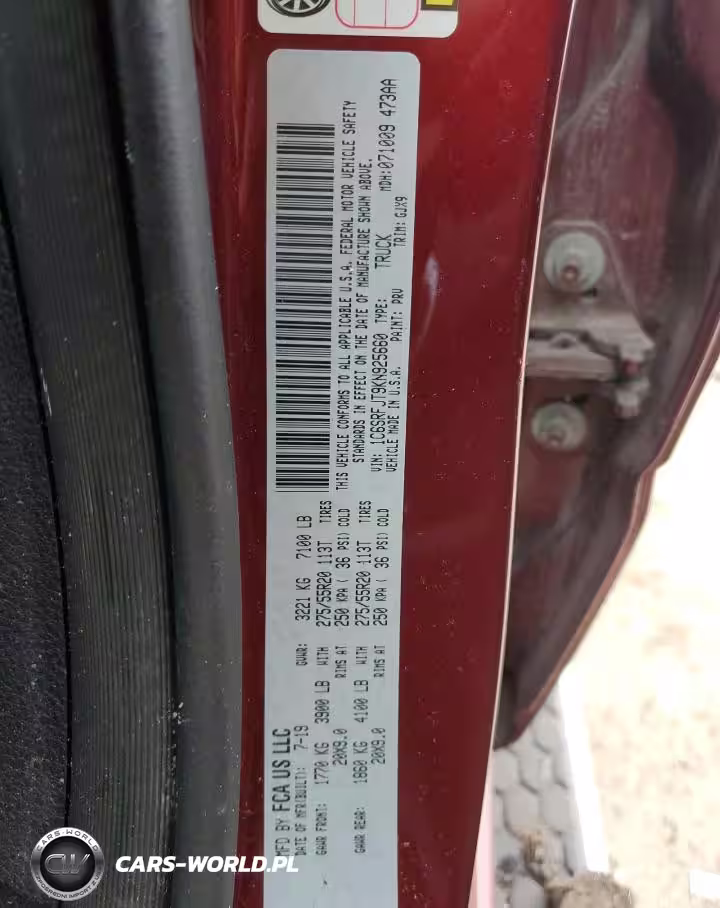 MFD BY FCA US LLC
DATE OF MFR(BUILT): 7-19 GVWR: 3221 KG 7100 LB
GAWR FRONT: 1770 KG 3900 LB WITH 275/55R20 113T TIRES
20X9.0 RIMS AT 250 KPA ( 36 PSI) COLD
GAWR REAR: 1860 KG 4100 LB WITH 275/55R20 113T TIRES
20X9.0 RIMS AT 250 KPA ( 36 PSI) COLD
THIS VEHICLE CONFORMS TO ALL APPLICABLE U.S.A. FEDERAL MOTOR VEHICLE SAFETY
STANDARDS IN EFFECT ON THE DATE OF MANUFACTURE SHOWN ABOVE.
VIN: 1C6SRFJT9KN925660 TYPE: TRUCK MDH:071009 473AA
VEHICLE MADE IN U.S.A. PAINT: PRV TRIM: GJX9
CARS-WORLD.PL